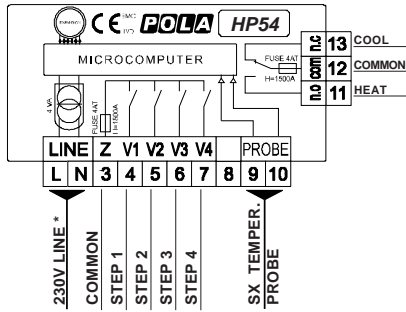 CE EMC LVD POLA HP54
MICROCOMPUTER
4 VA
FUSE 4AT
H=1500A
FUSE 4AT
H=1500A
n.c 13 COOL
com 12 COMMON
n.o 11 HEAT
LINE Z V1 V2 V3 V4 PROBE
L N 3 4 5 6 7 8 9 10
230V LINE *
COMMON
STEP 1
STEP 2
STEP 3
STEP 4
SX TEMPER.
PROBE